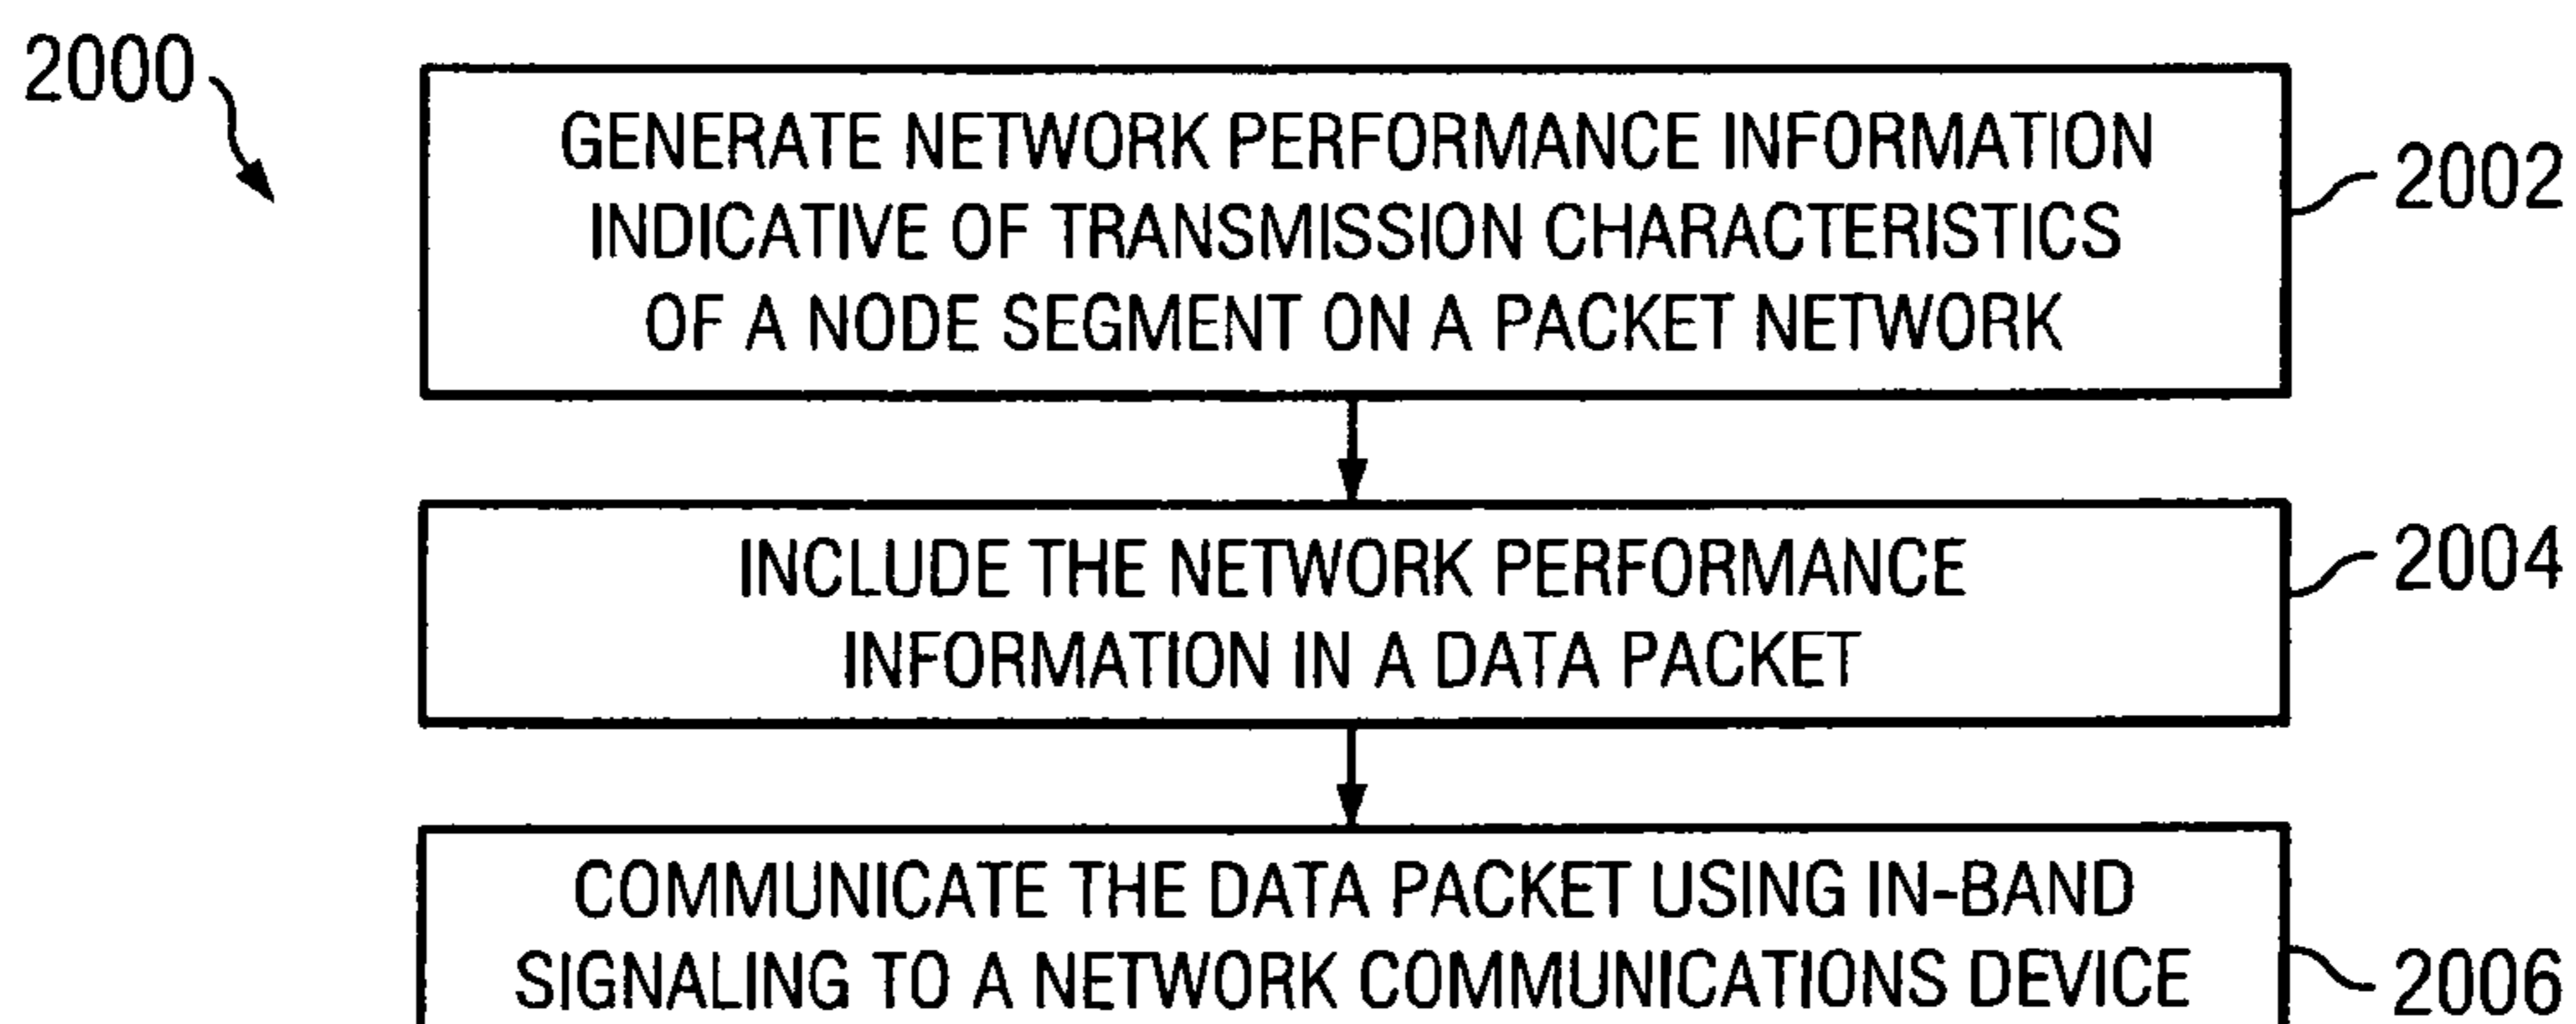 2000
GENERATE NETWORK PERFORMANCE INFORMATION
INDICATIVE OF TRANSMISSION CHARACTERISTICS
OF A NODE SEGMENT ON A PACKET NETWORK
2002
INCLUDE THE NETWORK PERFORMANCE
INFORMATION IN A DATA PACKET
2004
COMMUNICATE THE DATA PACKET USING IN-BAND
SIGNALING TO A NETWORK COMMUNICATIONS DEVICE
2006